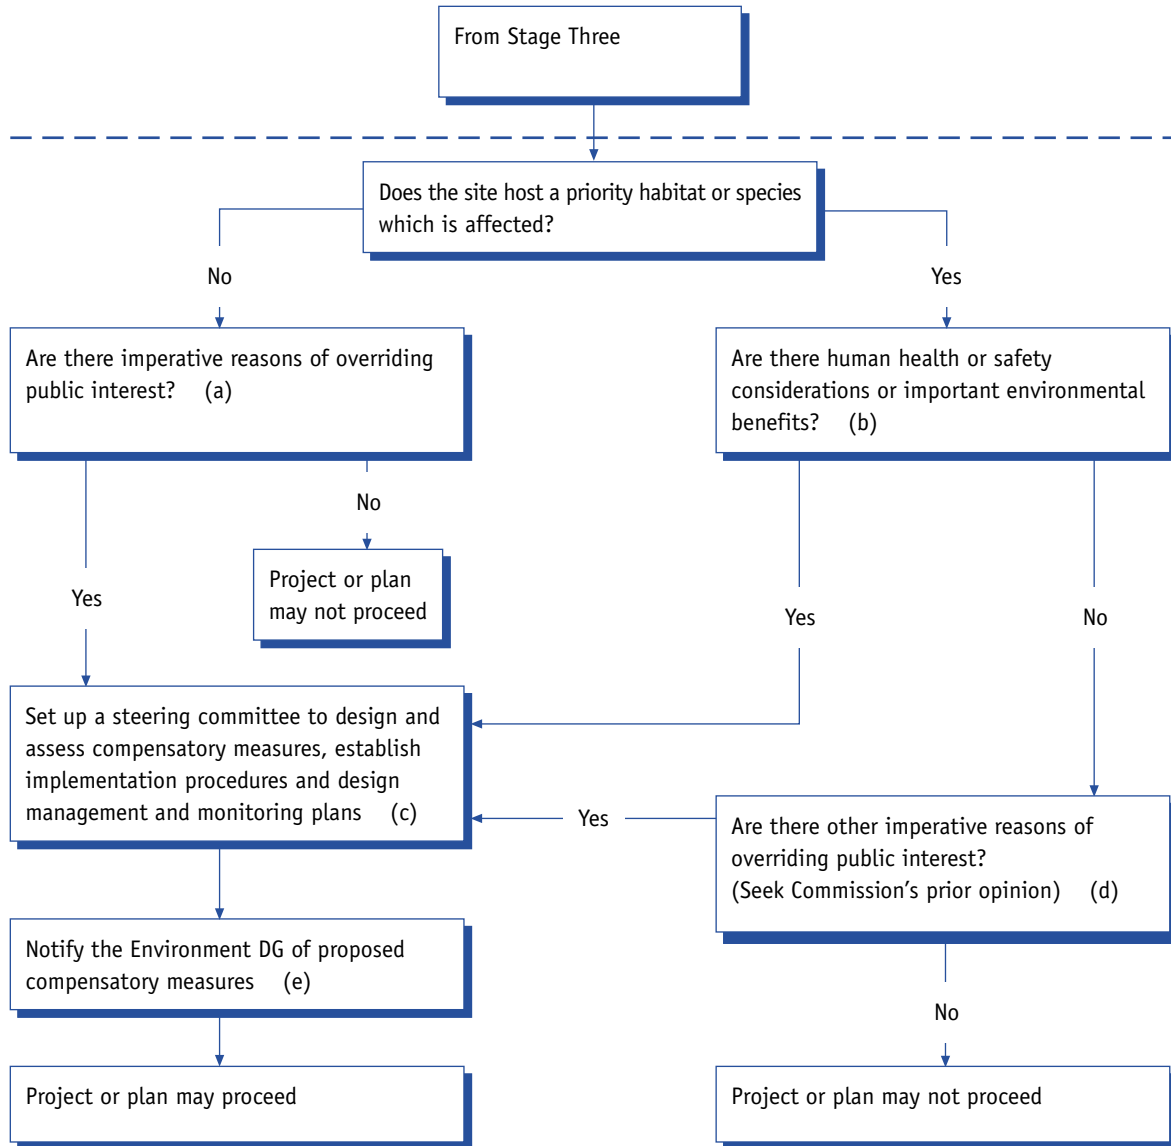 From Stage Three
Does the site host a priority habitat or species
which is affected?
No
Yes
Are there imperative reasons of overriding
public interest? (a)
Are there human health or safety
considerations or important environmental
benefits? (b)
No
Project or plan
may not proceed
Yes
Yes
No
Set up a steering committee to design and
assess compensatory measures, establish
implementation procedures and design
management and monitoring plans (c)
Yes
Are there other imperative reasons of
overriding public interest?
(Seek Commission's prior opinion) (d)
Notify the Environment DG of proposed
compensatory measures (e)
No
Project or plan may proceed
Project or plan may not proceed